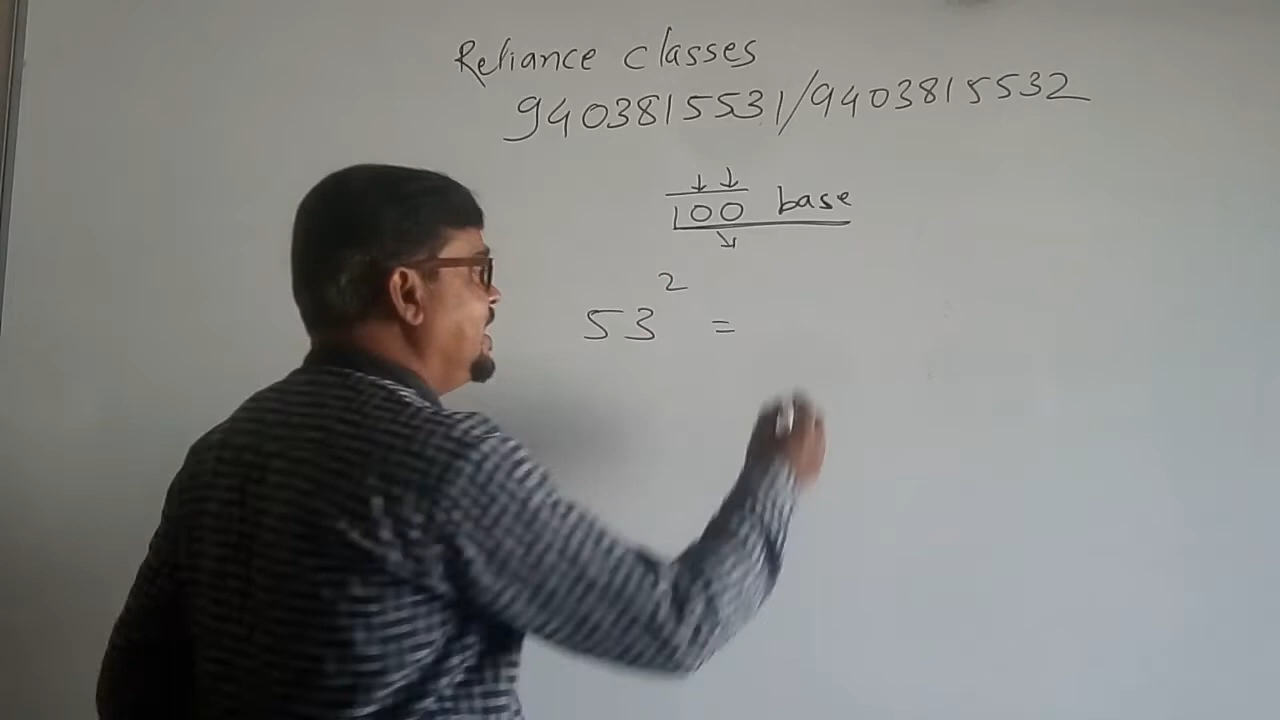 Reliance classes
9403815531/9403815532
100 base
53² =